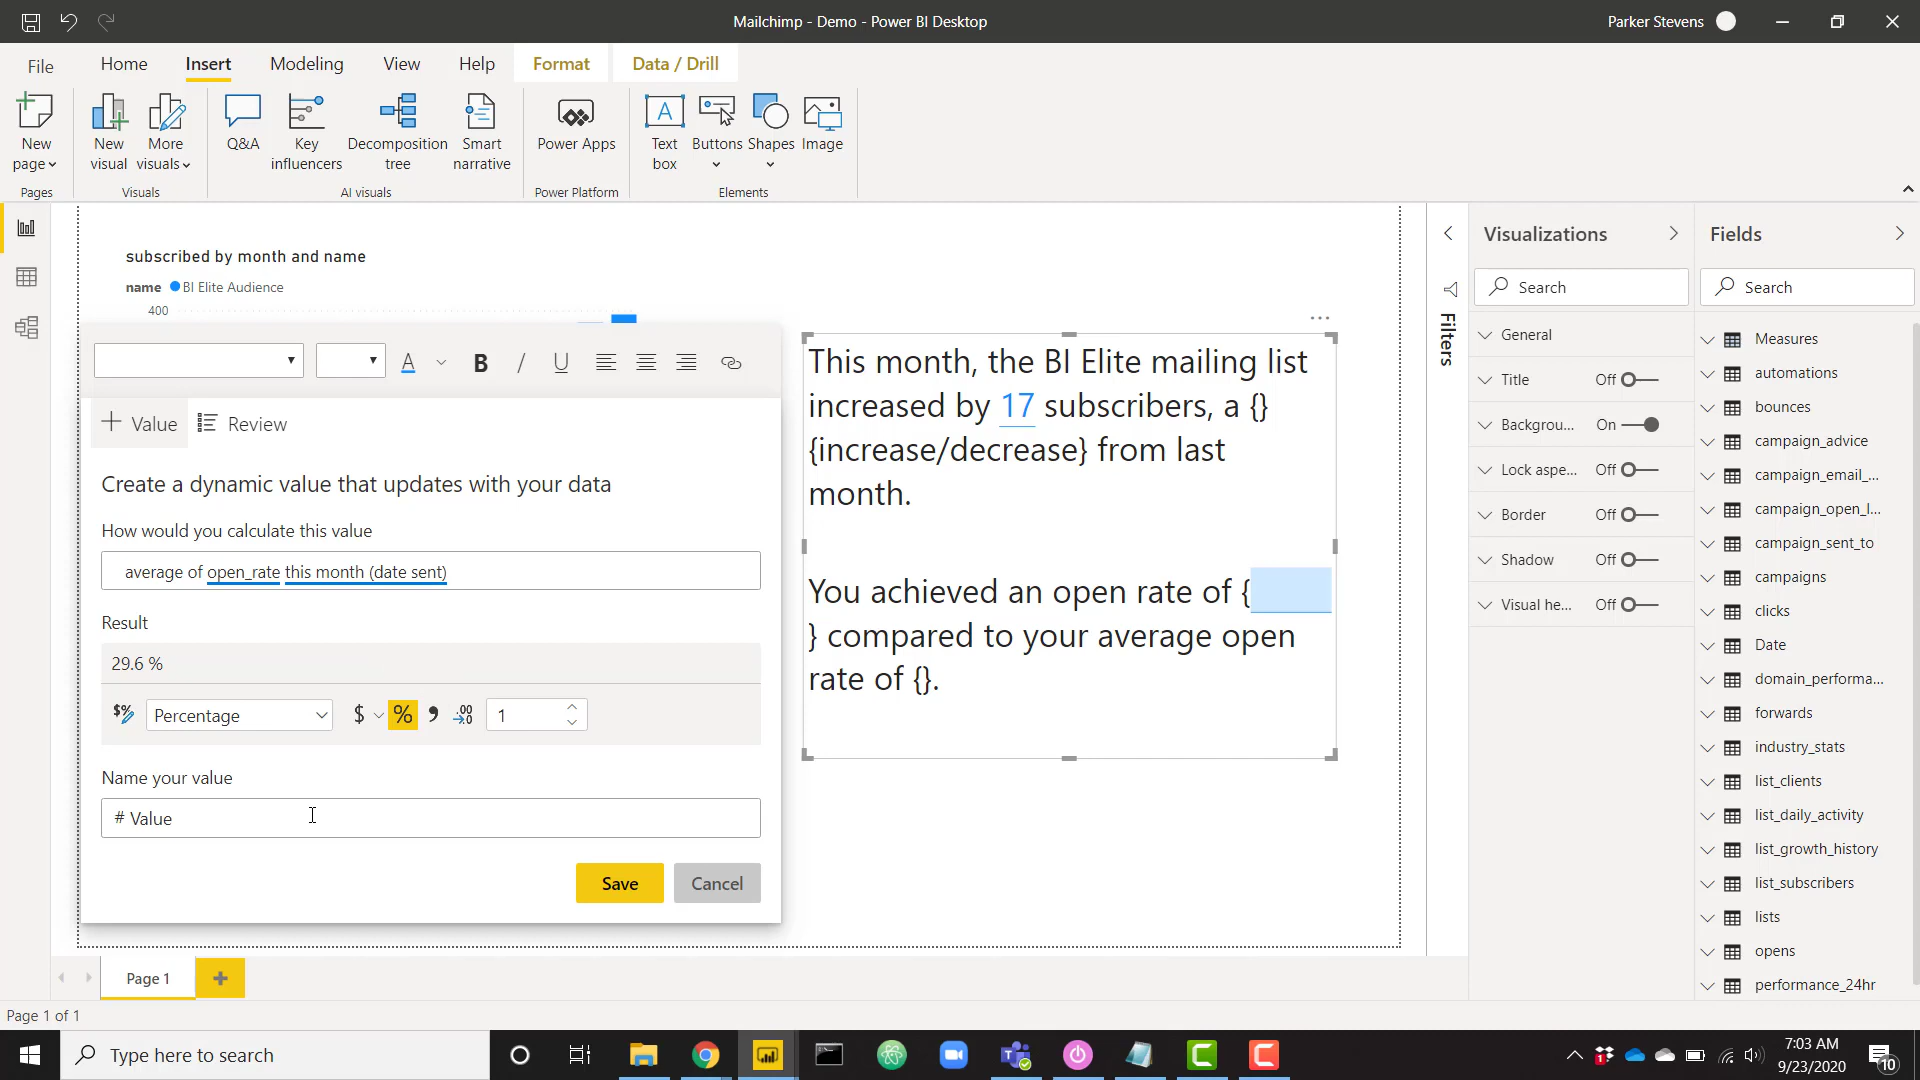 Mailchimp - Demo - Power BI Desktop
Parker Stevens
File
Home
Insert
Modeling
View
Help
Format
Data / Drill
New page
New visual
More visuals
Q&A
Key influencers
Decomposition tree
Smart narrative
Power Apps
A
Text box
Buttons
Shapes
Image
Pages
Visuals
AI visuals
Power Platform
Elements
subscribed by month and name
name BI Elite Audience
400
A
B
/
U
+ Value
Review
Create a dynamic value that updates with your data
How would you calculate this value
average of open_rate this month (date sent)
Result
29.6 %
$%
Percentage
$
%
,
.00
→.0
1
Name your value
# Value
Save
Cancel
...
This month, the BI Elite mailing list
increased by 17 subscribers, a {}
{increase/decrease} from last
month.
You achieved an open rate of {
} compared to your average open
rate of {}.
Filters
Visualizations
Search
General
Title Off
Backgrou... On
Lock aspe... Off
Border Off
Shadow Off
Visual he... Off
Fields
Search
Measures
automations
bounces
campaign_advice
campaign_email_...
campaign_open_l...
campaign_sent_to
campaigns
clicks
Date
domain_performa...
forwards
industry_stats
list_clients
list_daily_activity
list_growth_history
list_subscribers
lists
opens
performance_24hr
Page 1
+
Page 1 of 1
Type here to search
7:03 AM
9/23/2020
10